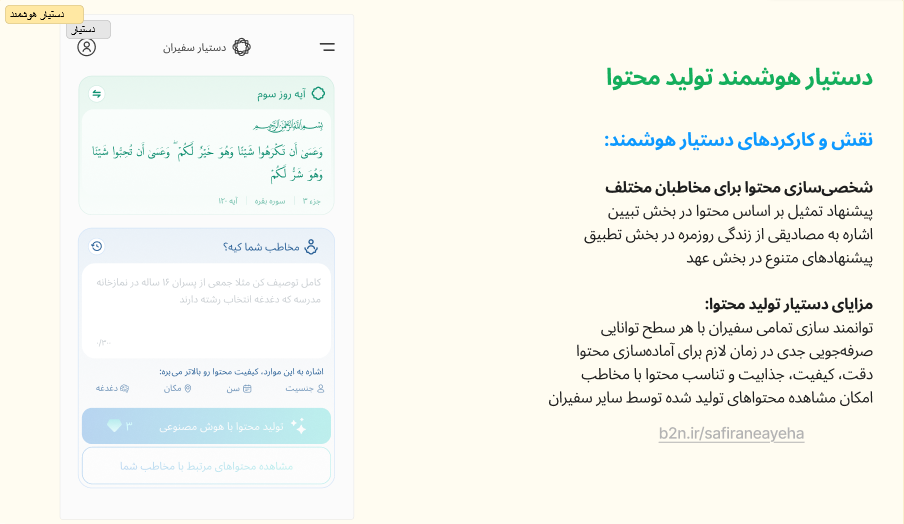 دستیار هوشمند
دستیار
دستیار سفیران
آیه روز سوم
بسم الله الرحمن الرحیم
وَعَسَىٰ أَن تَكْرَهُوا شَيْئًا وَهُوَ خَيْرٌ لَكُمْ ۖ وَعَسَىٰ أَن تُحِبُّوا شَيْئًا
وَهُوَ شَرٌّ لَكُمْ
جزء ۳ | سوره بقره | آیه ۱۲۰
مخاطب شما کیه؟
کامل توصیف کن مثلا جمعی از پسران ۱۶ ساله در نمازخانه
مدرسه که دغدغه انتخاب رشته دارند
۰/۳۰۰
اشاره به این موارد، کیفیت محتوا رو بالاتر می‌بره:
جنسیت سن مکان دغدغه
تولید محتوا با هوش مصنوعی ۳
مشاهده محتواهای مرتبط با مخاطب شما
دستیار هوشمند تولید محتوا
نقش و کارکردهای دستیار هوشمند:
شخصی‌سازی محتوا برای مخاطبان مختلف
پیشنهاد تمثیل بر اساس محتوا در بخش تبیین
اشاره به مصادیقی از زندگی روزمره در بخش تطبیق
پیشنهادهای متنوع در بخش عهد
مزایای دستیار تولید محتوا:
توانمند سازی تمامی سفیران با هر سطح توانایی
صرفه‌جویی جدی در زمان لازم برای آماده‌سازی محتوا
دقت، کیفیت، جذابیت و تناسب محتوا با مخاطب
امکان مشاهده محتواهای تولید شده توسط سایر سفیران
b2n.ir/safiraneayeha